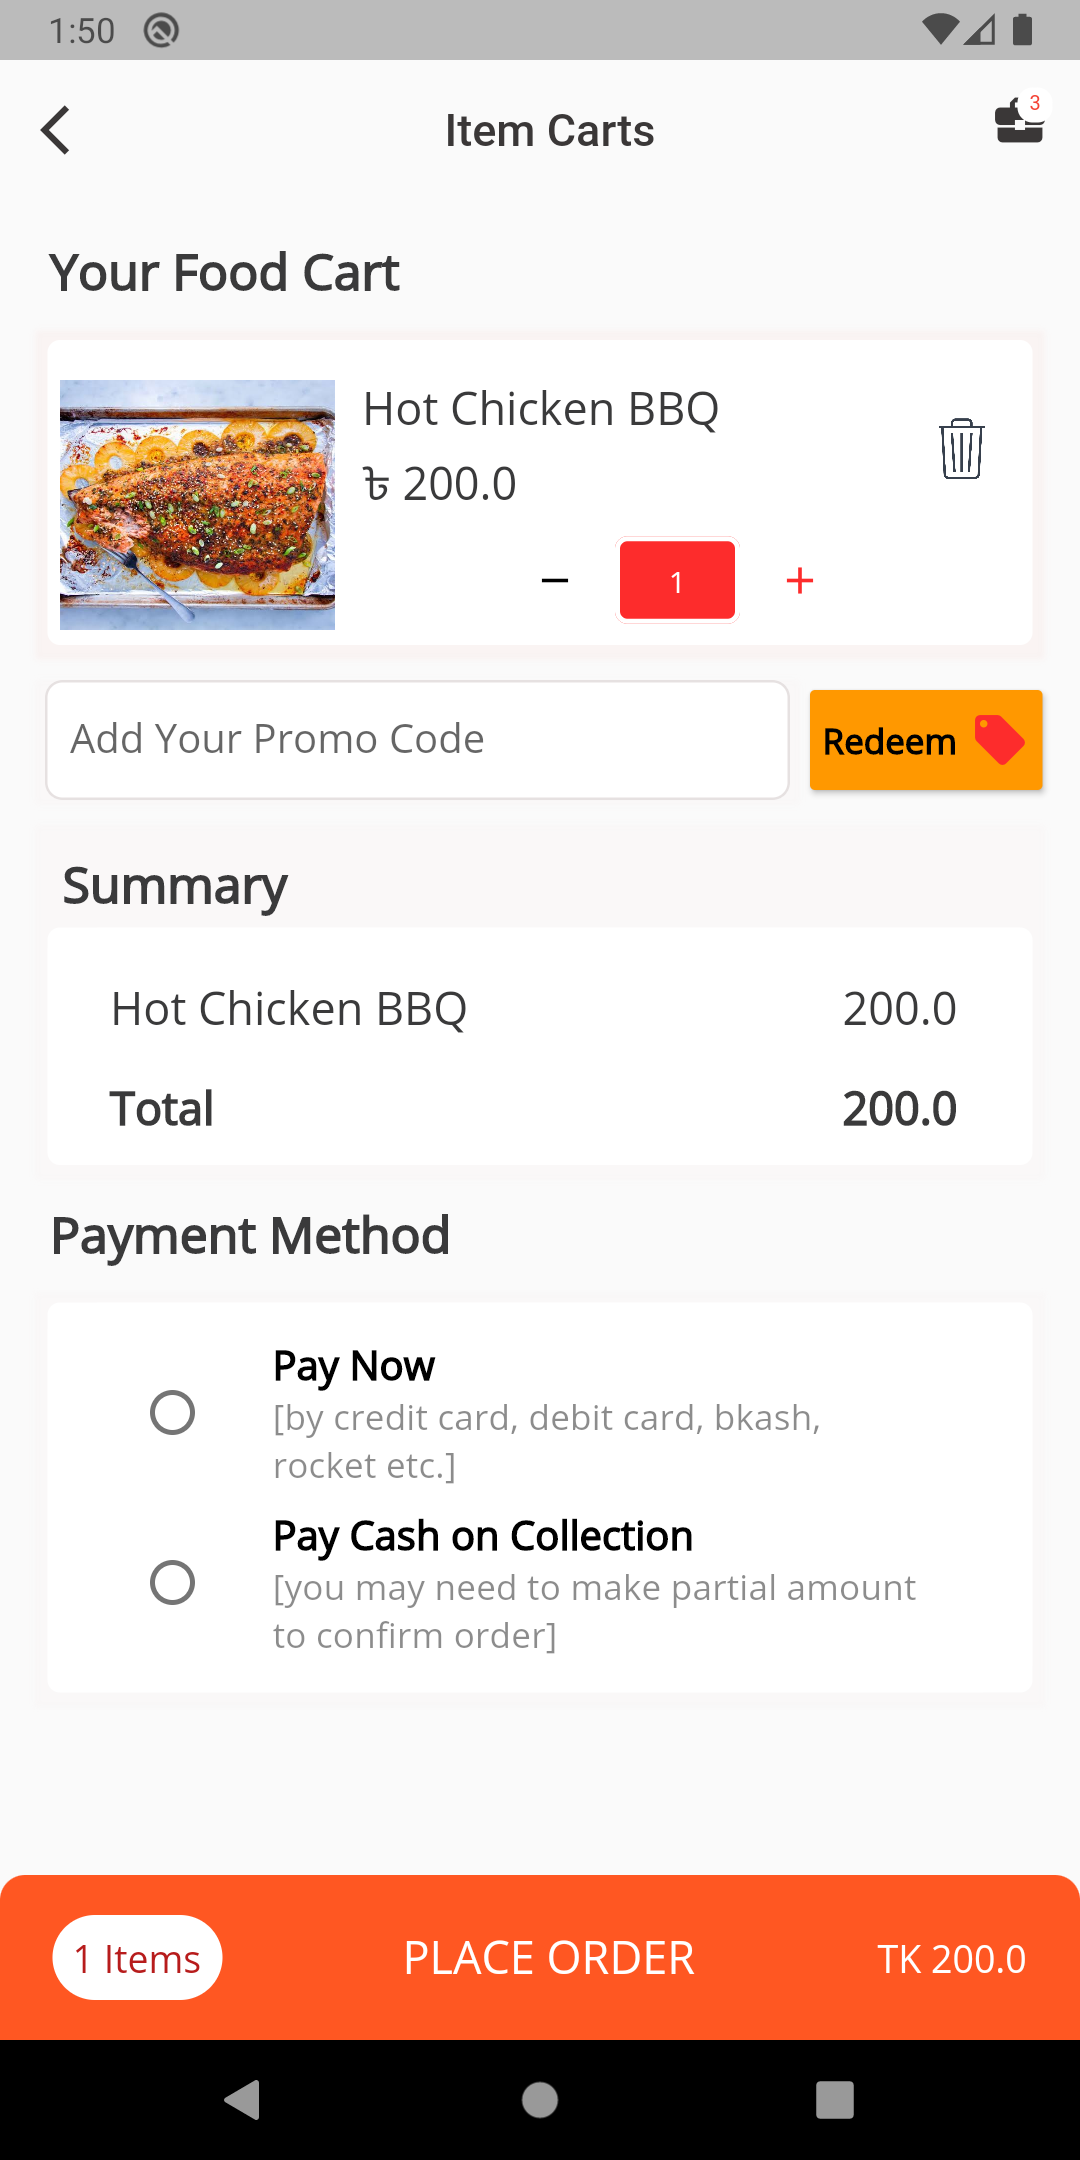 1:50
Item Carts
3
Your Food Cart
Hot Chicken BBQ
৳ 200.0
1
Add Your Promo Code
Redeem
Summary
Hot Chicken BBQ 200.0
Total 200.0
Payment Method
Pay Now
[by credit card, debit card, bkash,
rocket etc.]
Pay Cash on Collection
[you may need to make partial amount
to confirm order]
1 Items PLACE ORDER TK 200.0